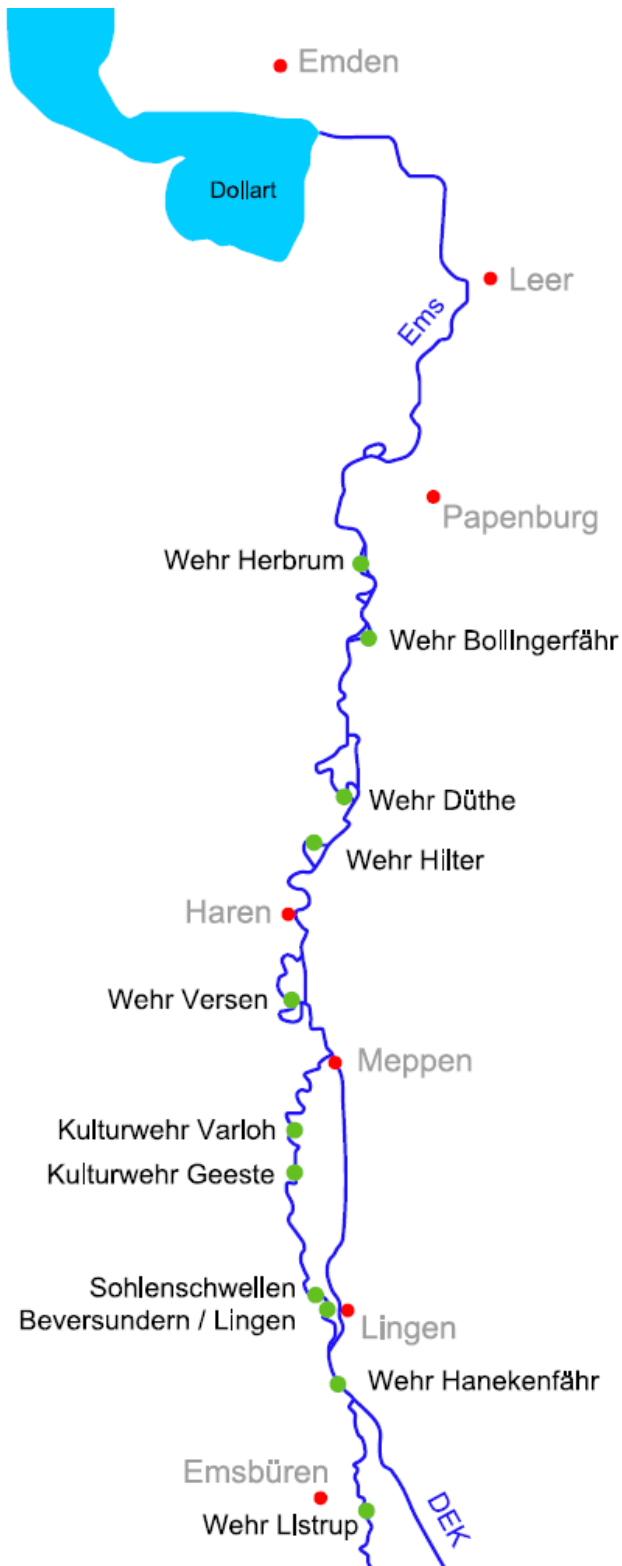 Emden
Dollart
Leer
Ems
Papenburg
Wehr Herbrum
Wehr Bollingerfähr
Wehr Düthe
Wehr Hilter
Haren
Wehr Versen
Meppen
Kulturwehr Varloh
Kulturwehr Geeste
Sohlenschwellen
Beversundern / Lingen
Lingen
Wehr Hanekenfähr
Emsbüren
Wehr Listrup
DEK